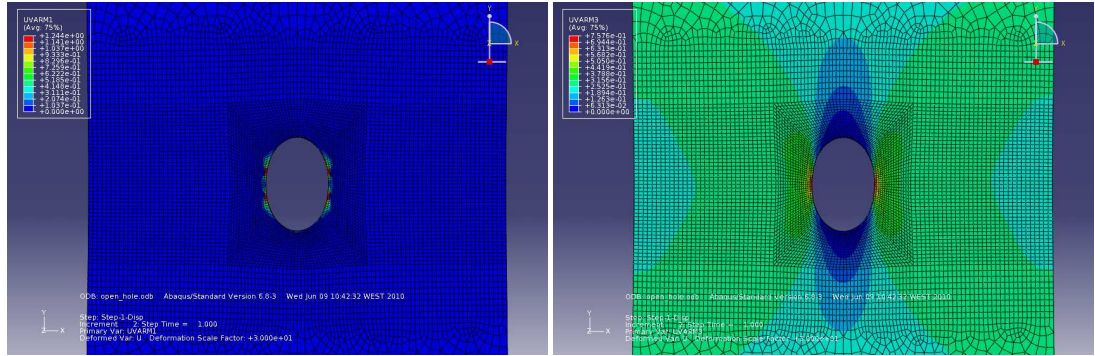 UVARM1
(Avg: 75%)
+1.244e+00
+1.141e+00
+1.037e+00
+9.333e-01
+8.296e-01
+7.259e-01
+6.222e-01
+5.185e-01
+4.148e-01
+3.111e-01
+2.074e-01
+1.037e-01
+0.000e+00
Y
X
Z
ODB: open_hole.odb Abaqus/Standard Version 6.8-3 Wed Jun 09 10:42:32 WEST 2010
Y
Z X
Step: Step-1-Disp
Increment 2: Step Time = 1.000
Primary Var: UVARM1
Deformed Var: U Deformation Scale Factor: +3.000e+01
UVARM3
(Avg: 75%)
+7.576e-01
+6.944e-01
+6.313e-01
+5.682e-01
+5.050e-01
+4.419e-01
+3.788e-01
+3.156e-01
+2.525e-01
+1.894e-01
+1.263e-01
+6.313e-02
+0.000e+00
Y
X
Z
ODB: open_hole.odb Abaqus/Standard Version 6.8-3 Wed Jun 09 10:42:32 WEST 2010
Y
Z X
Step: Step-1-Disp
Increment 2: Step Time = 1.000
Primary Var: UVARM3
Deformed Var: U Deformation Scale Factor: +3.000e+01